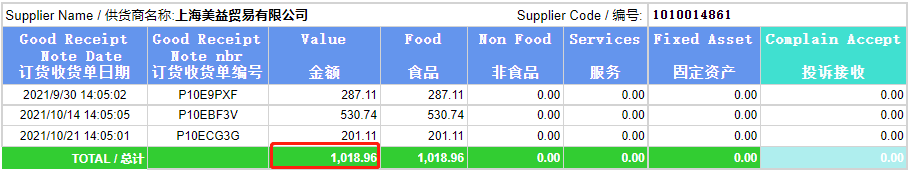 Supplier Name / 供货商名称:上海美益贸易有限公司 Supplier Code / 编号: 1010014861
Good Receipt Good Receipt Value Food Non Food Services Fixed Asset Complain Accept
Note Date Note nbr
订货收货单日期 订货收货单编号 金额 食品 非食品 服务 固定资产 投诉接收
2021/9/30 14:05:02 P10E9PXF 287.11 287.11 0.00 0.00 0.00 0.00
2021/10/14 14:05:05 P10EBF3V 530.74 530.74 0.00 0.00 0.00 0.00
2021/10/21 14:05:01 P10ECG3G 201.11 201.11 0.00 0.00 0.00 0.00
TOTAL / 总计 1,018.96 1,018.96 0.00 0.00 0.00 0.00